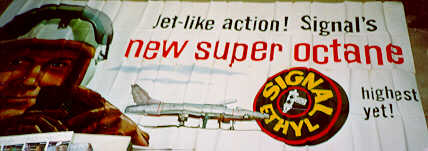 Jet-like action! Signal's
new super octane
SIGNAL
ETHYL
highest
yet!